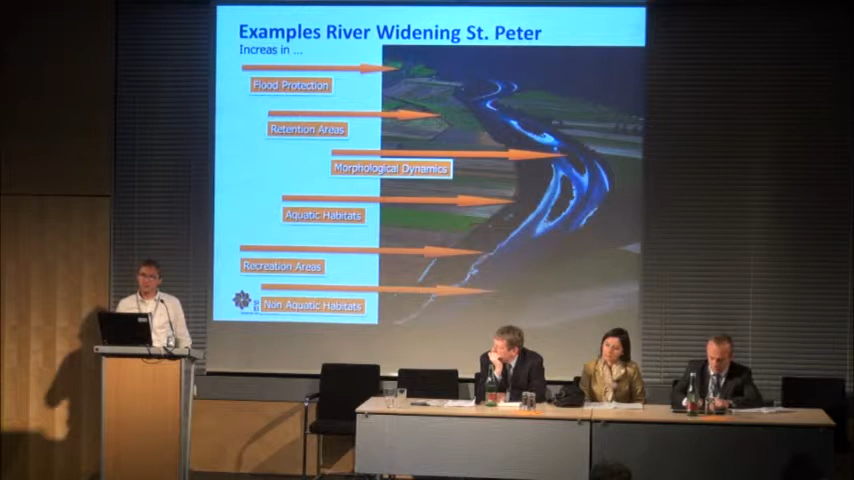 Examples River Widening St. Peter
Increas in ...
Flood Protection
Retention Areas
Morphological Dynamics
Aquatic Habitats
Recreation Areas
Non Aquatic Habitats